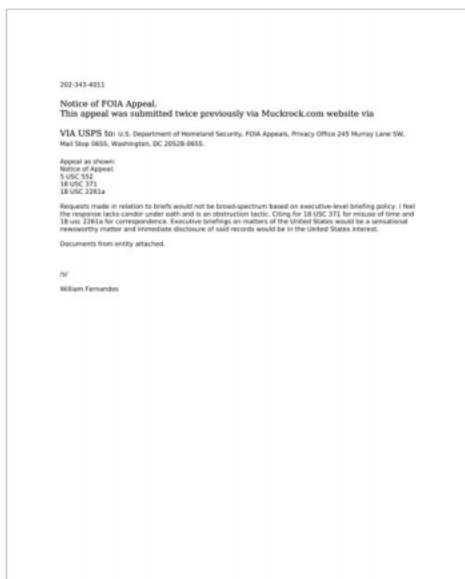 202-343-4011
Notice of FOIA Appeal.
This appeal was submitted twice previously via Muckrock.com website via
VIA USPS to: U.S. Department of Homeland Security, FOIA Appeals, Privacy Office 245 Murray Lane SW,
Mail Stop 0655, Washington, DC 20528-0655.
Appeal as shown:
Notice of Appeal
5 USC 552
18 USC 371
18 USC 2261a
Requests made in relation to briefs would not be broad-spectrum based on executive-level briefing policy. I feel
the response lacks candor under oath and is an obstruction tactic. Citing for 18 USC 371 for misuse of time and
18 usc 2261a for correspondence. Executive briefings on matters of the United States would be a sensational
newsworthy matter and immediate disclosure of said records would be in the United States interest.
Documents from entity attached.
/s/
William Fernandes